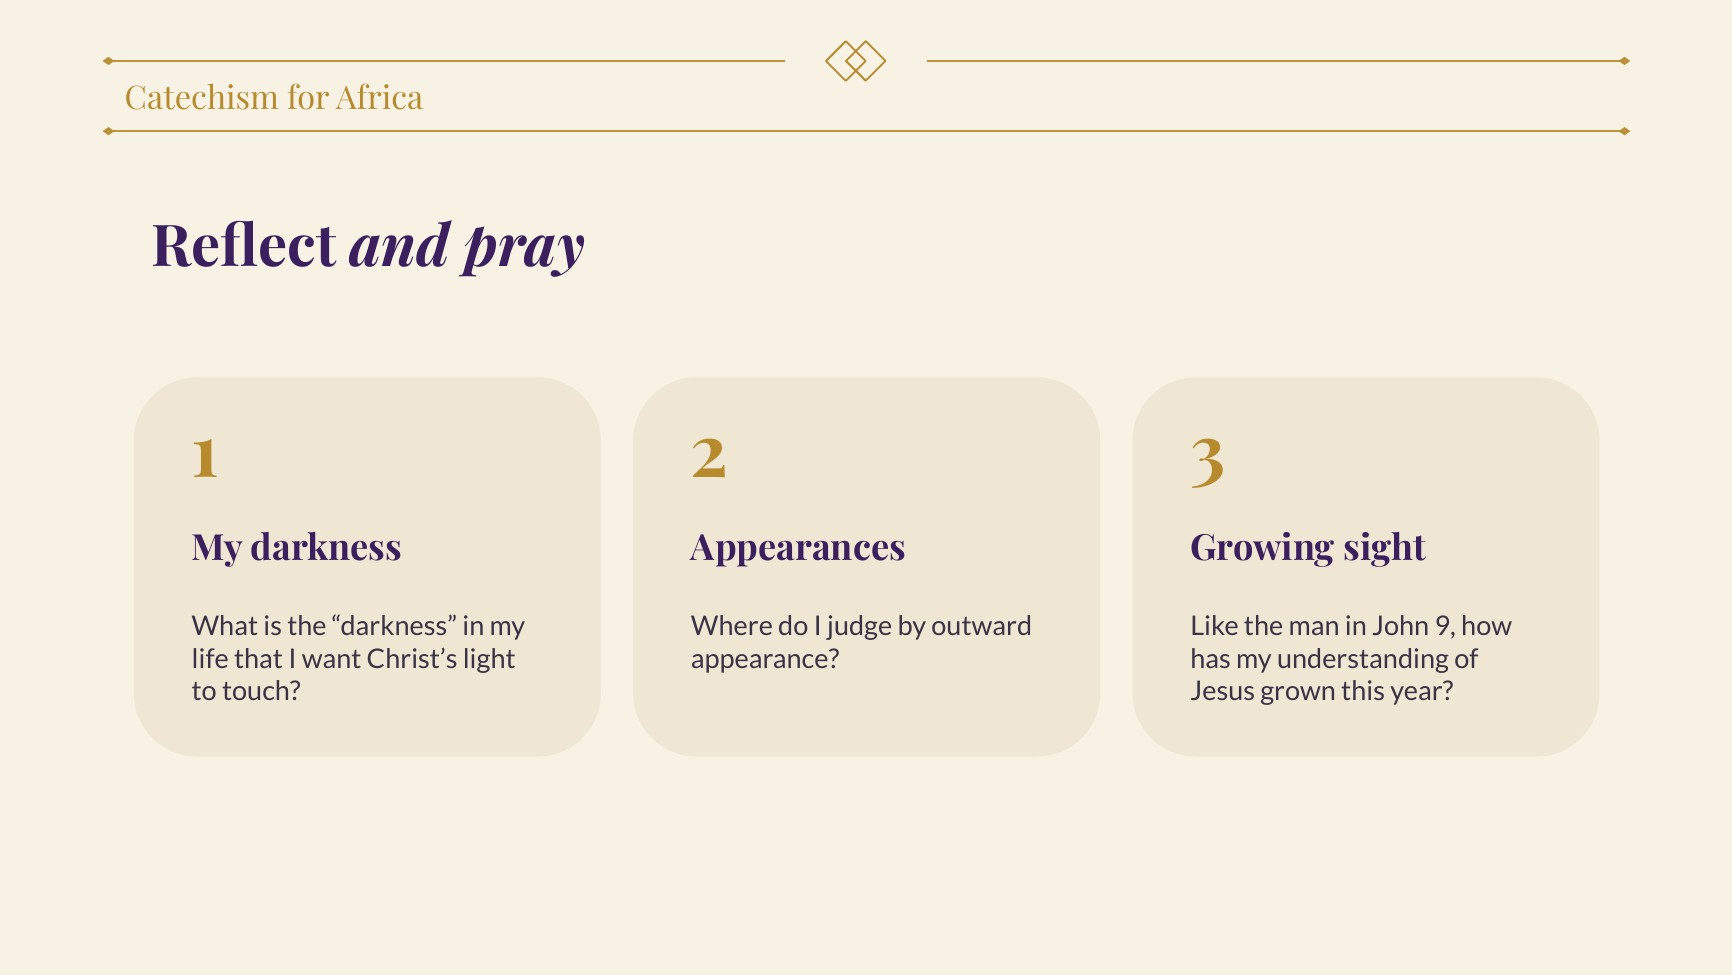 Catechism for Africa
Reflect and pray
1
My darkness
What is the “darkness” in my
life that I want Christ’s light
to touch?
2
Appearances
Where do I judge by outward
appearance?
3
Growing sight
Like the man in John 9, how
has my understanding of
Jesus grown this year?